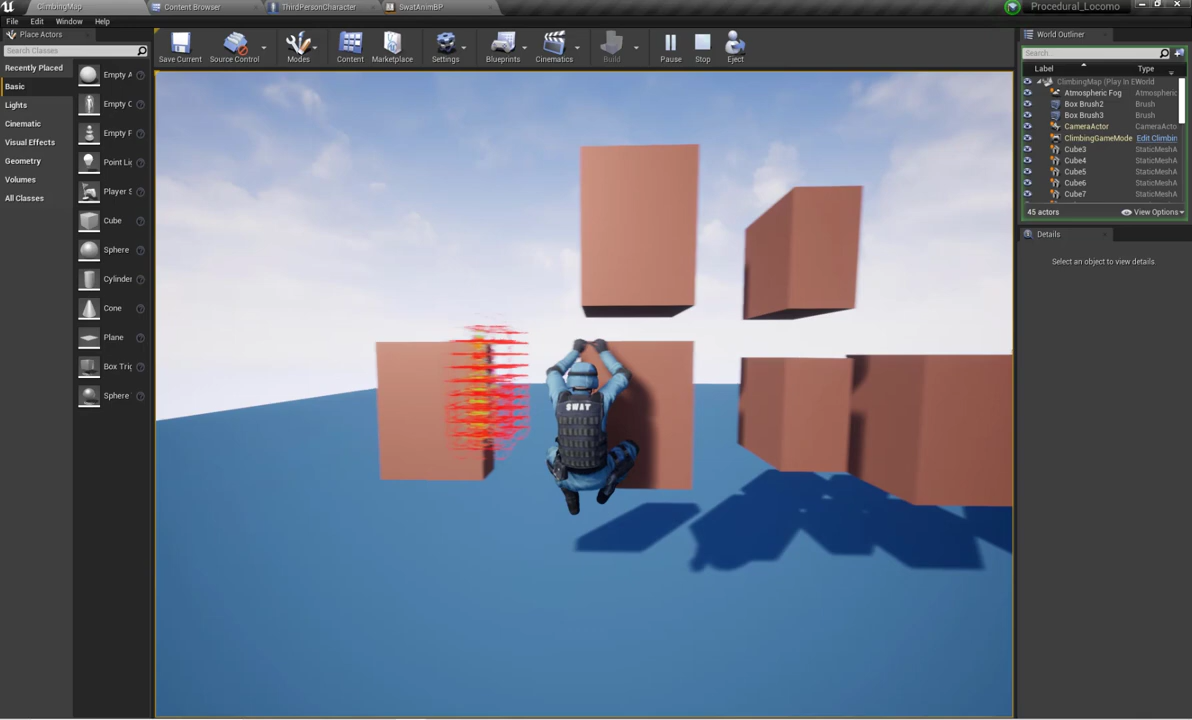 ClimbingMap
Content Browser
ThirdPersonCharacter
SwatAnimBP
Procedural_Locomo
File Edit Window Help
Place Actors
Search Classes
Recently Placed
Basic
Lights
Cinematic
Visual Effects
Geometry
Volumes
All Classes
Empty A
Empty C
Empty F
Point Lig
Player S
Cube
Sphere
Cylinder
Cone
Plane
Box Trig
Sphere
Save Current
Source Control
Modes
Content
Marketplace
Settings
Blueprints
Cinematics
Build
Pause
Stop
Eject
SWAT
World Outliner
Search...
Label Type
ClimbingMap (Play In E World
Atmospheric Fog Atmospheric
Box Brush2 Brush
Box Brush3 Brush
CameraActor CameraActo
ClimbingGameMode Edit Climbin
Cube3 StaticMeshA
Cube4 StaticMeshA
Cube5 StaticMeshA
Cube6 StaticMeshA
Cube7 StaticMeshA
45 actors View Options
Details
Select an object to view details.